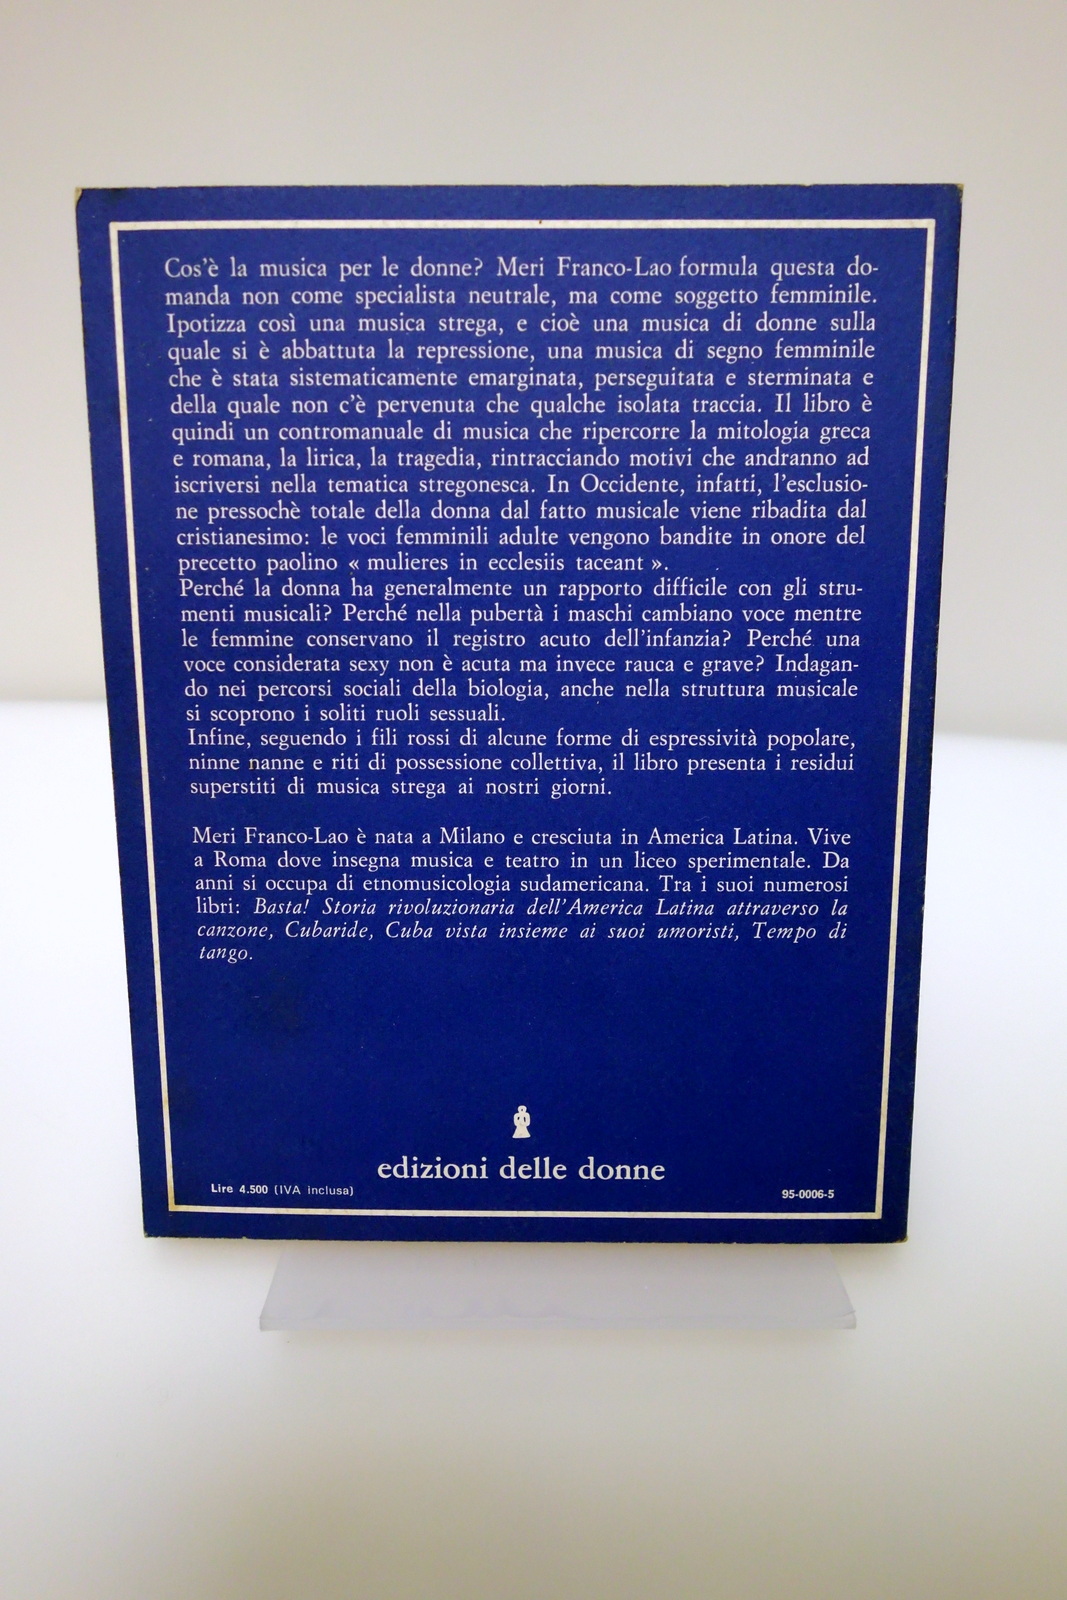 Cos'è la musica per le donne? Meri Franco-Lao formula questa do-
manda non come specialista neutrale, ma come soggetto femminile.
Ipotizza così una musica strega, e cioè una musica di donne sulla
quale si è abbattuta la repressione, una musica di segno femminile
che è stata sistematicamente emarginata, perseguitata e sterminata e
della quale non c'è pervenuta che qualche isolata traccia. Il libro è
quindi un contromanuale di musica che ripercorre la mitologia greca
e romana, la lirica, la tragedia, rintracciando motivi che andranno ad
iscriversi nella tematica stregonesca. In Occidente, infatti, l'esclusio-
ne pressochè totale della donna dal fatto musicale viene ribadita dal
cristianesimo: le voci femminili adulte vengono bandite in onore del
precetto paolino « mulieres in ecclesiis taceant ».
Perché la donna ha generalmente un rapporto difficile con gli stru-
menti musicali? Perché nella pubertà i maschi cambiano voce mentre
le femmine conservano il registro acuto dell'infanzia? Perché una
voce considerata sexy non è acuta ma invece rauca e grave? Indagan-
do nei percorsi sociali della biologia, anche nella struttura musicale
si scoprono i soliti ruoli sessuali.
Infine, seguendo i fili rossi di alcune forme di espressività popolare,
ninne nanne e riti di possessione collettiva, il libro presenta i residui
superstiti di musica strega ai nostri giorni.
Meri Franco-Lao è nata a Milano e cresciuta in America Latina. Vive
a Roma dove insegna musica e teatro in un liceo sperimentale. Da
anni si occupa di etnomusicologia sudamericana. Tra i suoi numerosi
libri: Basta! Storia rivoluzionaria dell'America Latina attraverso la
canzone, Cubaride, Cuba vista insieme ai suoi umoristi, Tempo di
tango.
edizioni delle donne
Lire 4.500 (IVA inclusa)
95-0006-5